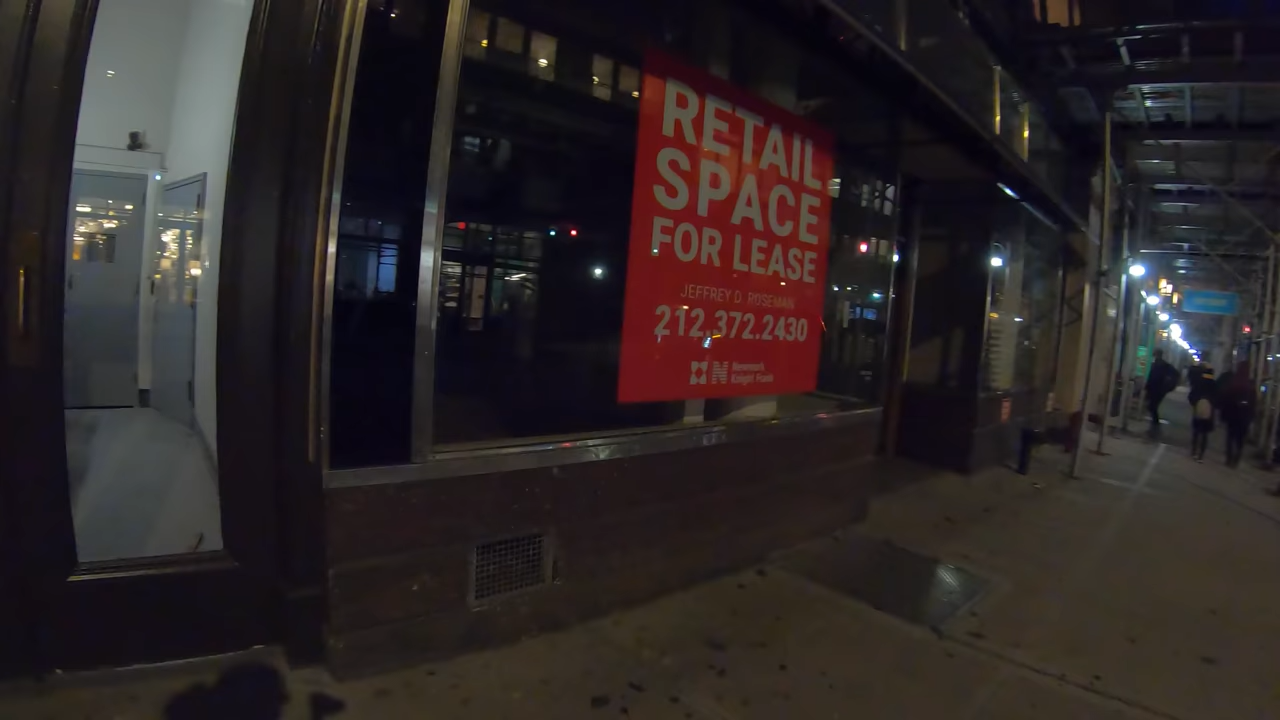 RETAIL
SPACE
FOR LEASE
JEFFREY D. ROSEMAN
212.372.2430
Newmark
Knight Frank